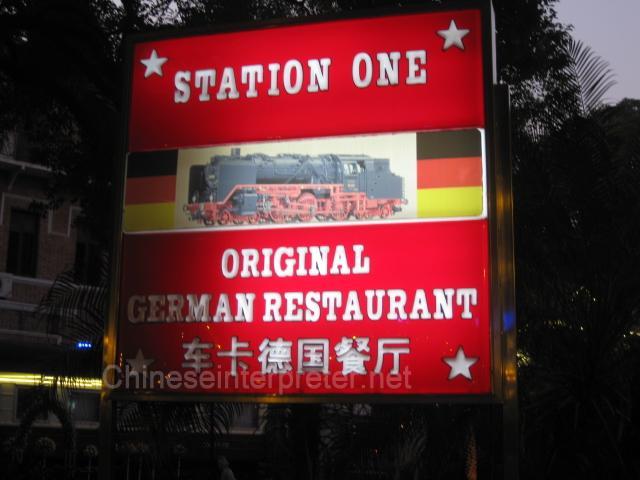 STATION ONE
ORIGINAL
GERMAN RESTAURANT
车卡德国餐厅
Chineseinterpreter.net